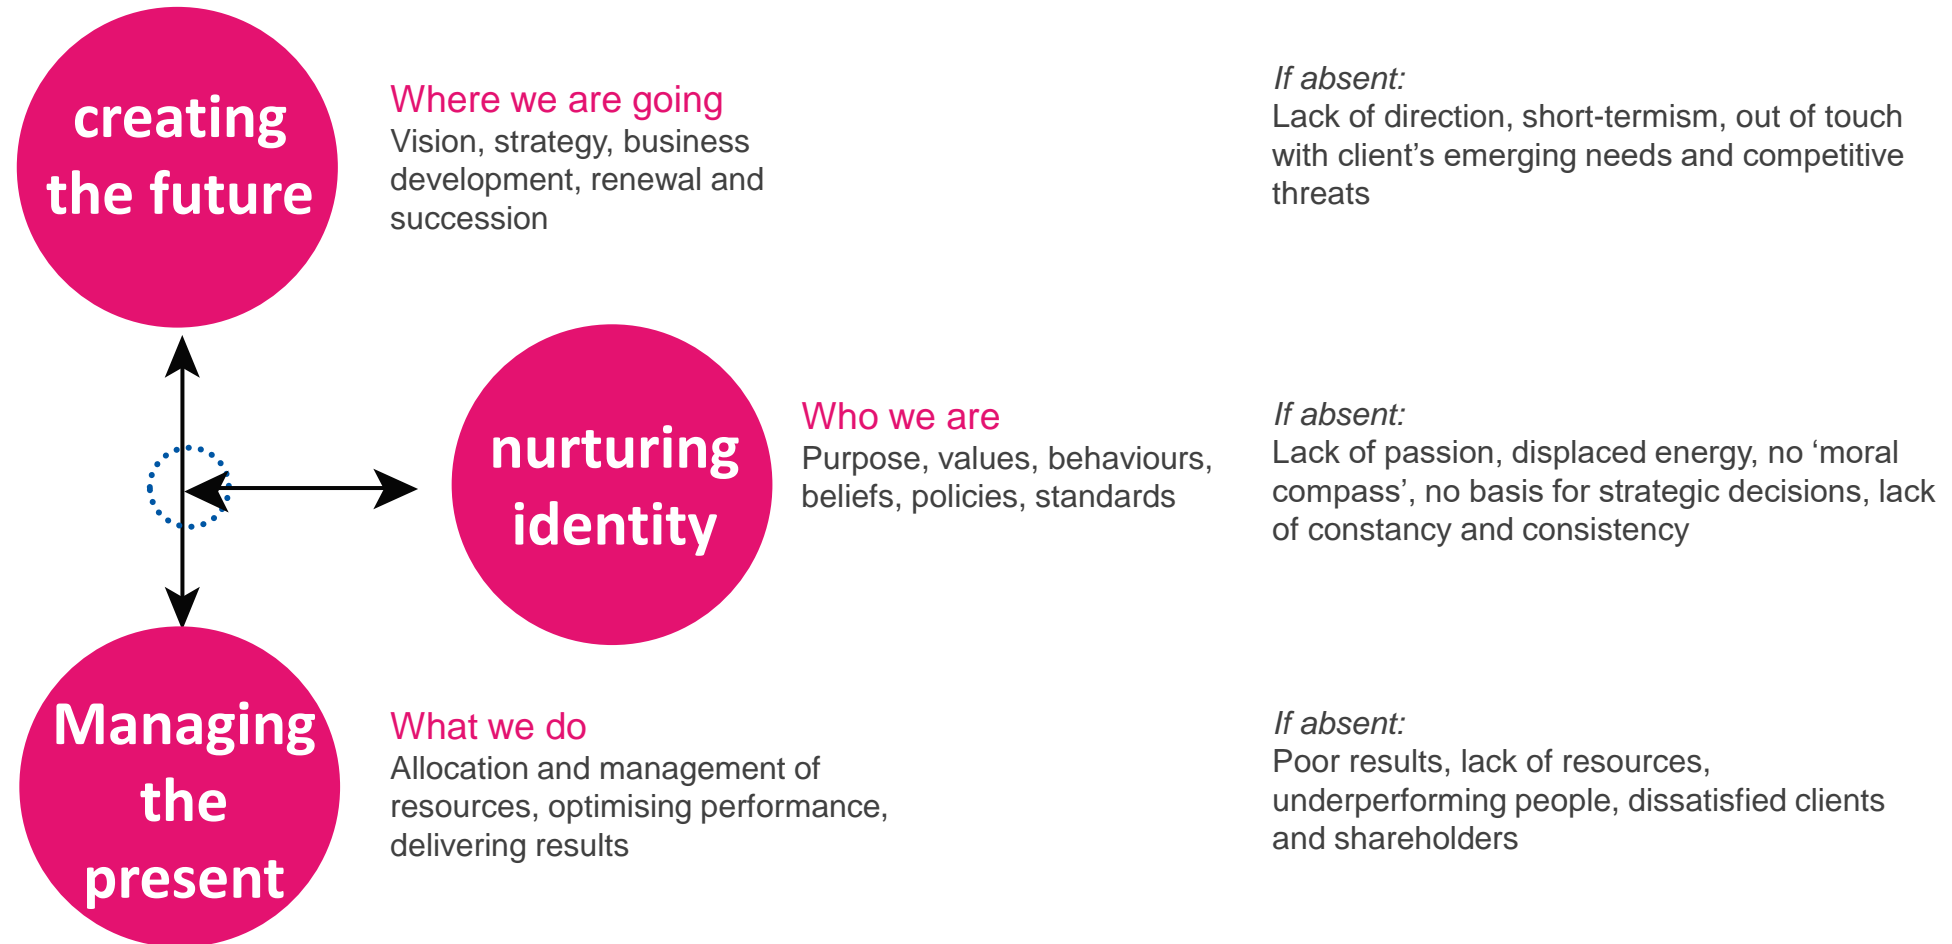 creating
the future
Where we are going
Vision, strategy, business
development, renewal and
succession
If absent:
Lack of direction, short-termism, out of touch
with client’s emerging needs and competitive
threats
nurturing
identity
Who we are
Purpose, values, behaviours,
beliefs, policies, standards
If absent:
Lack of passion, displaced energy, no ‘moral
compass’, no basis for strategic decisions, lack
of constancy and consistency
Managing
the
present
What we do
Allocation and management of
resources, optimising performance,
delivering results
If absent:
Poor results, lack of resources,
underperforming people, dissatisfied clients
and shareholders